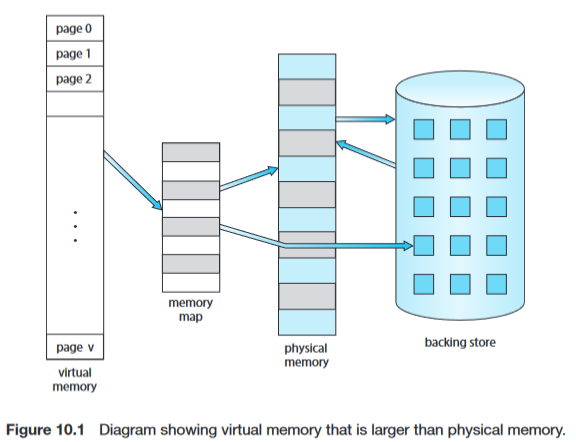 page 0
page 1
page 2
page v
virtual
memory
memory
map
physical
memory
backing store
Figure 10.1 Diagram showing virtual memory that is larger than physical memory.